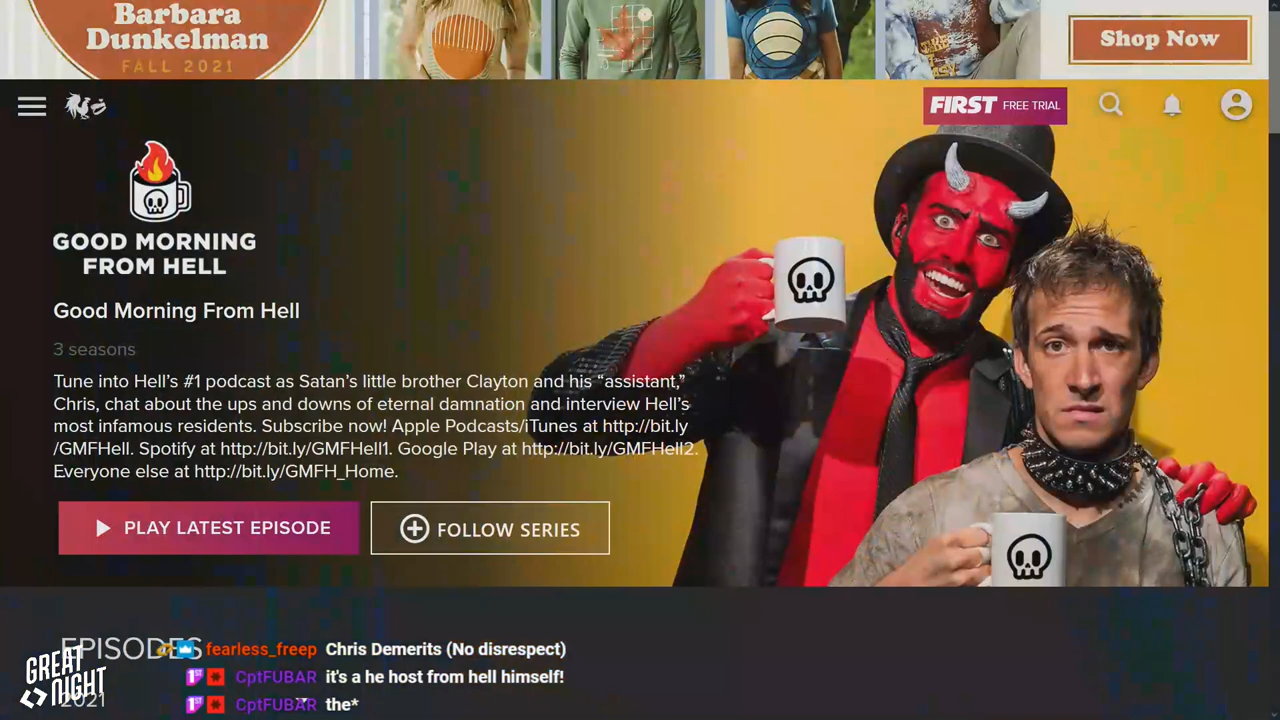 Barbara
Dunkelman
FALL 2021
Shop Now
FIRST FREE TRIAL
GOOD MORNING
FROM HELL
Good Morning From Hell
3 seasons
Tune into Hell’s #1 podcast as Satan’s little brother Clayton and his “assistant,”
Chris, chat about the ups and downs of eternal damnation and interview Hell’s
most infamous residents. Subscribe now! Apple Podcasts/iTunes at http://bit.ly
/GMFHell. Spotify at http://bit.ly/GMFHell1. Google Play at http://bit.ly/GMFHell2.
Everyone else at http://bit.ly/GMFH_Home.
PLAY LATEST EPISODE
FOLLOW SERIES
EPISODES
fearless_freep Chris Demerits (No disrespect)
1ST CptFUBAR it's a he host from hell himself!
1ST CptFUBAR the*
GREAT
NIGHT
2021